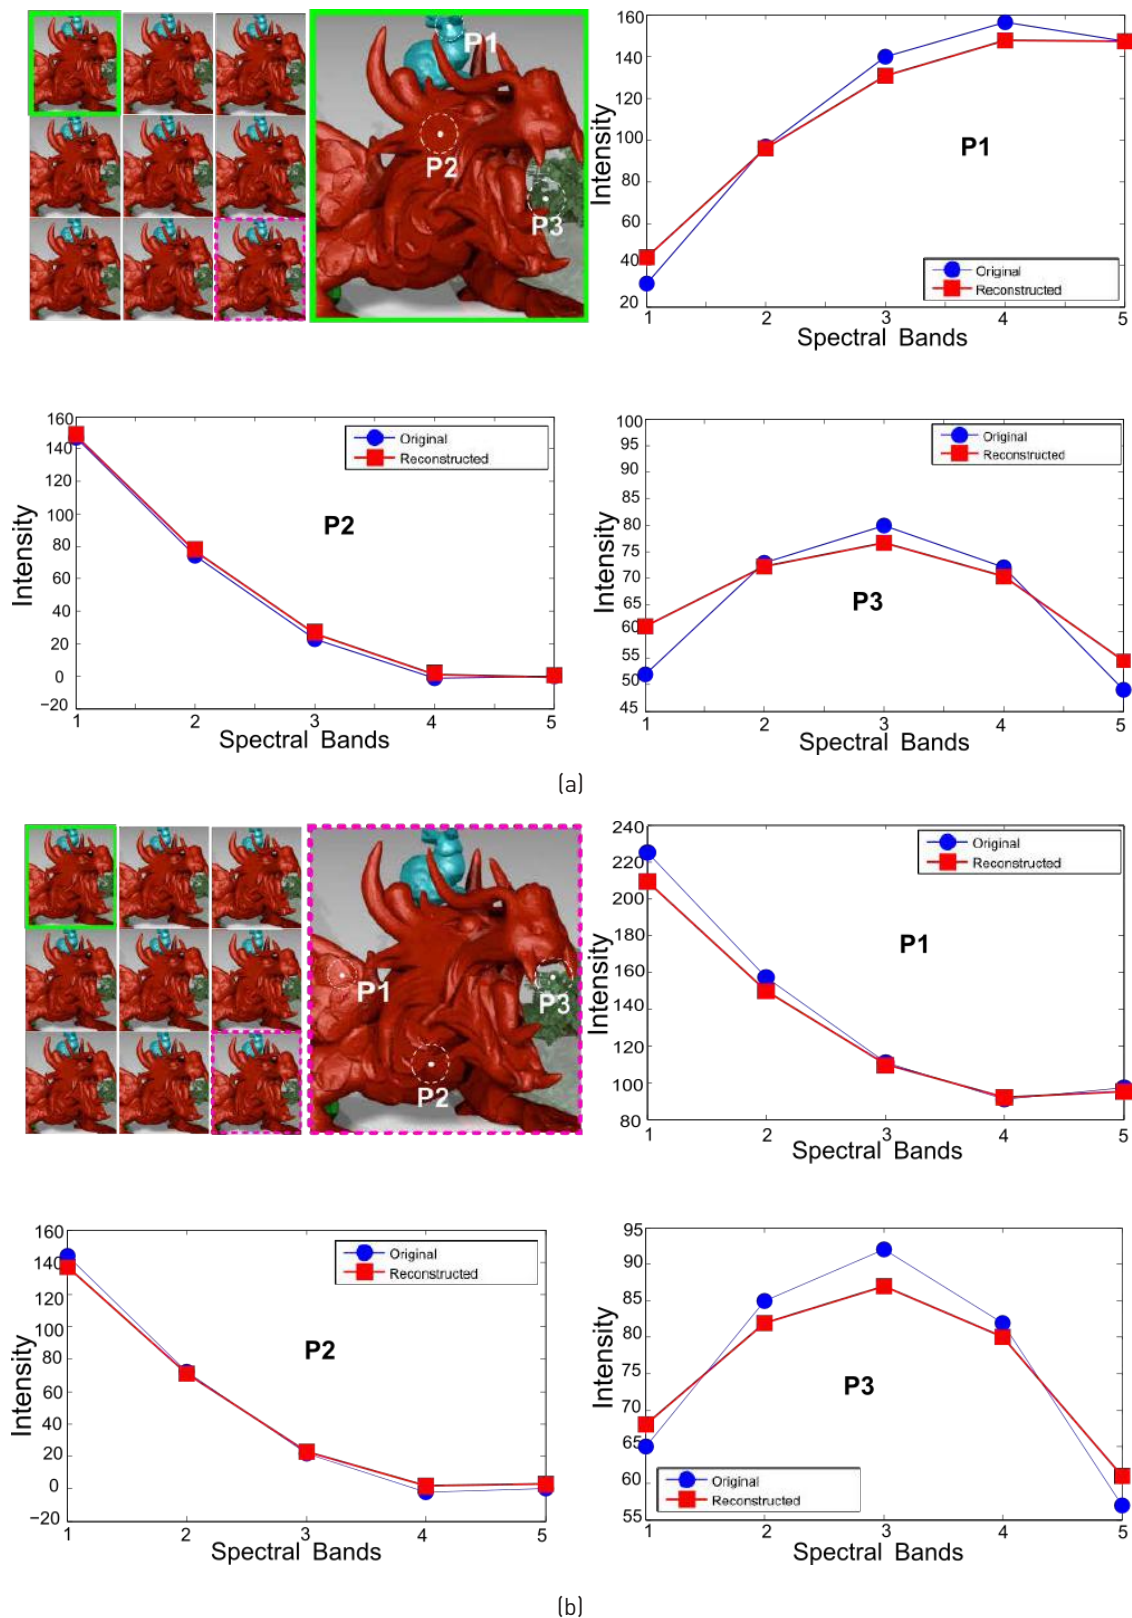 P1
P2
P3
160
140
120
100
80
60
40
20
Intensity
P1
Original
Reconstructed
1 2 3 4 5
Spectral Bands
160
140
120
100
80
60
40
20
0
−20
Intensity
P2
Original
Reconstructed
1 2 3 4 5
Spectral Bands
100
95
90
85
80
75
70
65
60
55
50
45
Intensity
P3
Original
Reconstructed
1 2 3 4 5
Spectral Bands
(a)
P1
P3
P2
240
220
200
180
160
140
120
100
80
Intensity
P1
Original
Reconstructed
1 2 3 4 5
Spectral Bands
160
140
120
100
80
60
40
20
0
−20
Intensity
P2
Original
Reconstructed
1 2 3 4 5
Spectral Bands
95
90
85
80
75
70
65
60
55
Intensity
P3
Original
Reconstructed
1 2 3 4 5
Spectral Bands
(b)